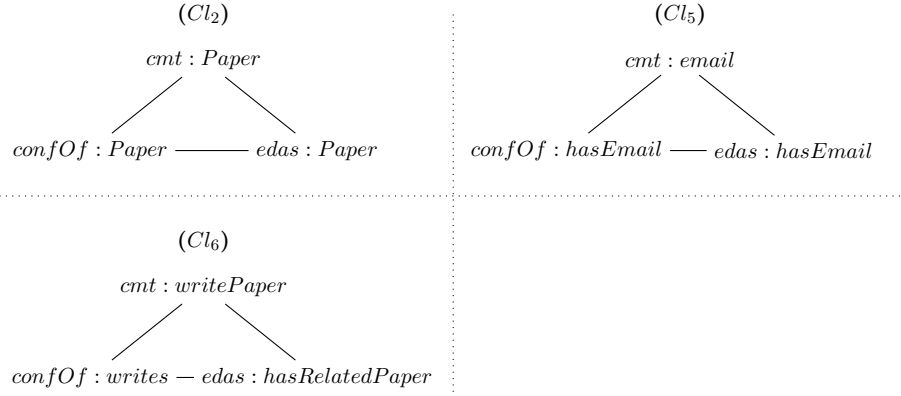 (Cl₂)
cmt : Paper
confOf : Paper
edas : Paper
(Cl₅)
cmt : email
confOf : hasEmail
edas : hasEmail
(Cl₆)
cmt : writePaper
confOf : writes
edas : hasRelatedPaper